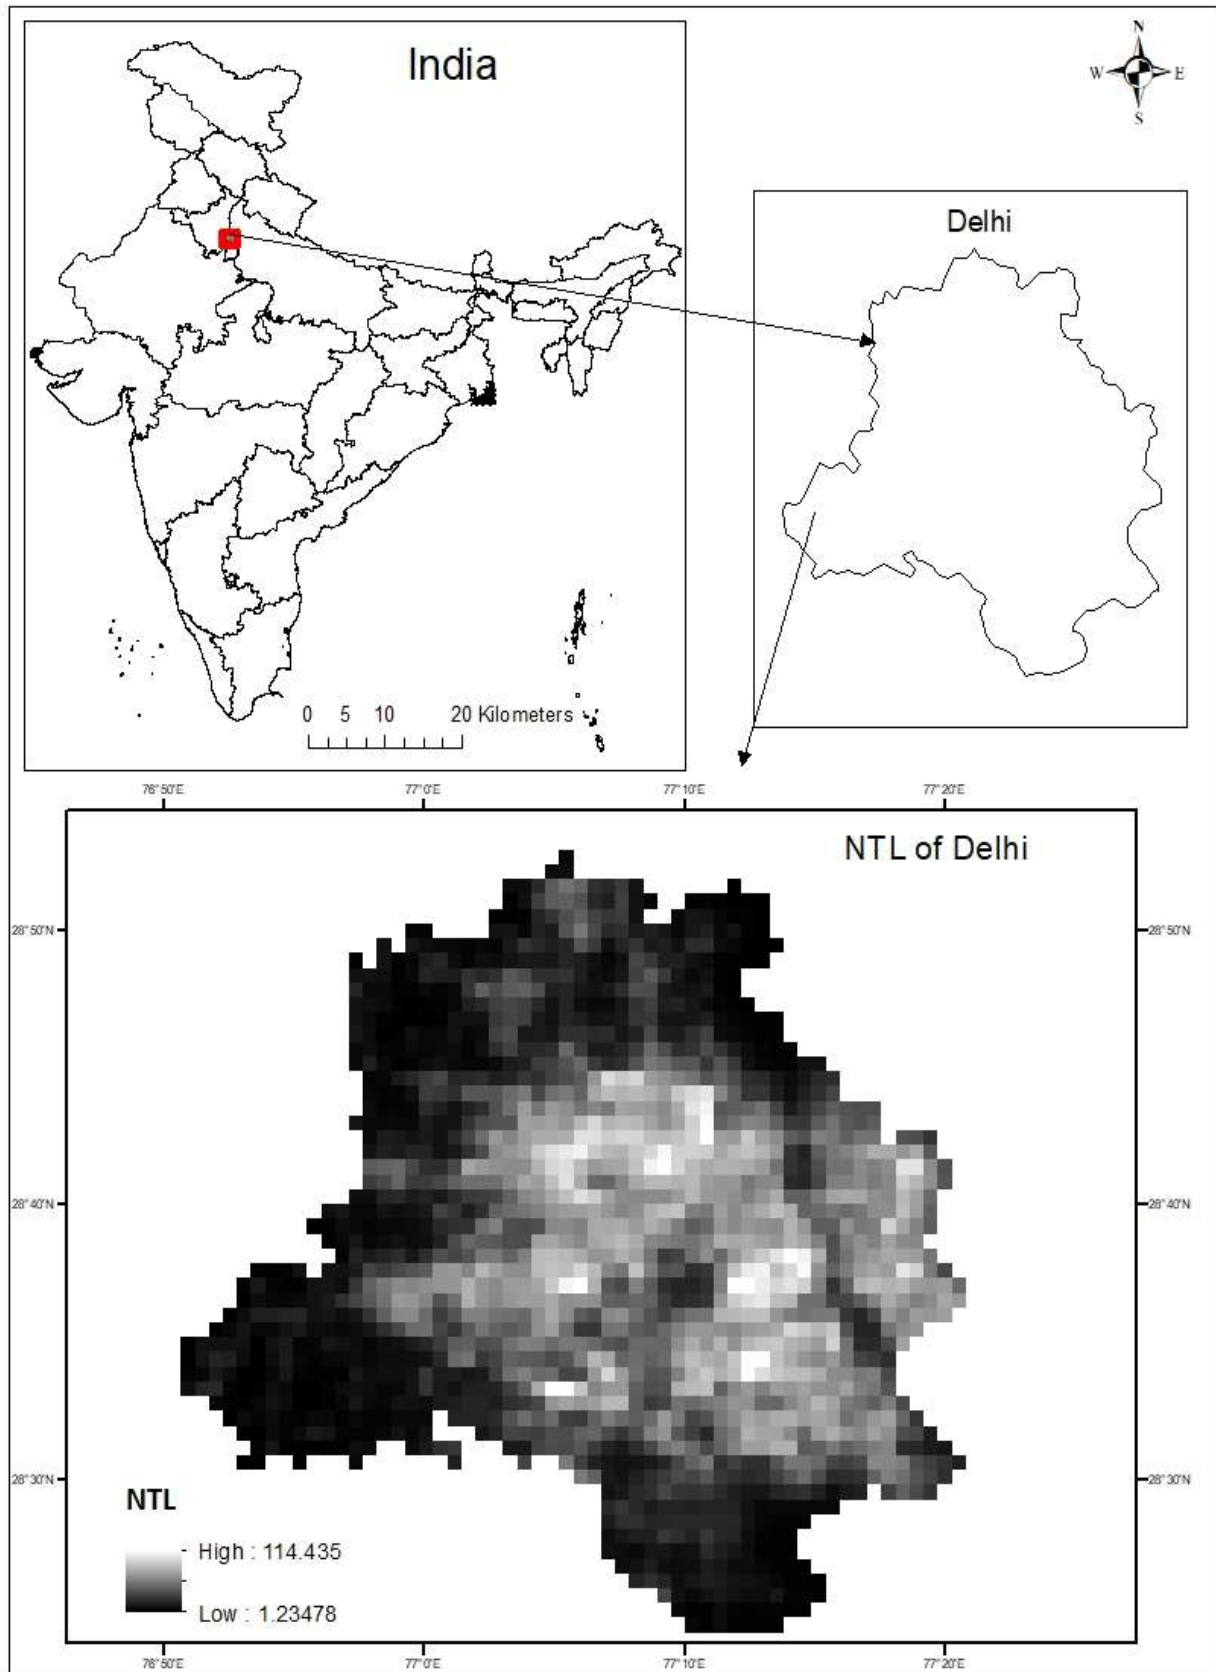 India
N
W E
S
Delhi
0 5 10 20 Kilometers
76°50'E 77°0'E 77°10'E 77°20'E
NTL of Delhi
28°50'N 28°50'N
28°40'N 28°40'N
28°30'N 28°30'N
NTL
High : 114.435
Low : 1.23478
76°50'E 77°0'E 77°10'E 77°20'E